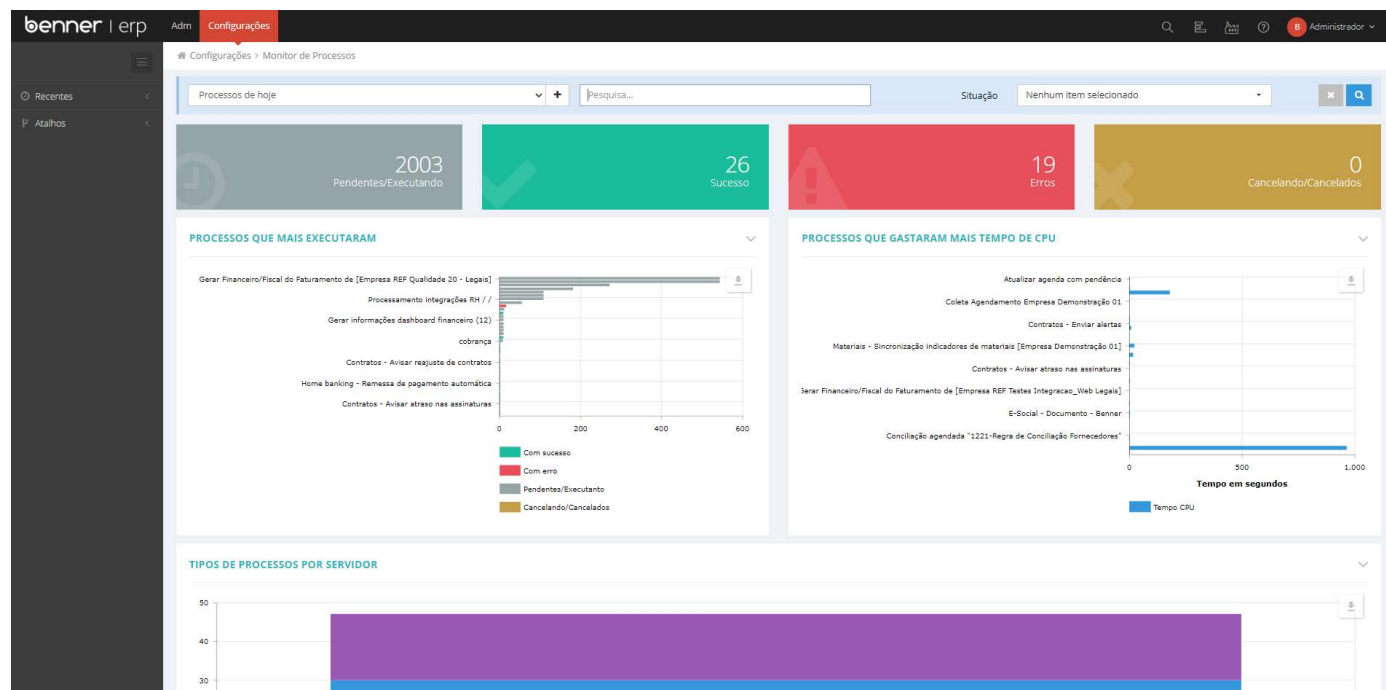 benner | erp
Adm
Configurações
B
Administrador
Configurações > Monitor de Processos
Recentes
Atalhos
Processos de hoje
+
Pesquisa...
Situação
Nenhum item selecionado
2003
Pendentes/Executando
26
Sucesso
19
Erros
0
Cancelando/Cancelados
PROCESSOS QUE MAIS EXECUTARAM
Gerar Financeiro/Fiscal do Faturamento de [Empresa REF Qualidade 20 - Legais]
Processamento integrações RH / /
Gerar informações dashboard financeiro (12)
cobrança
Contratos - Avisar reajuste de contratos
Home banking - Remessa de pagamento automática
Contratos - Avisar atraso nas assinaturas
0 200 400 600
Com sucesso
Com erro
Pendentes/Executanto
Cancelando/Cancelados
PROCESSOS QUE GASTARAM MAIS TEMPO DE CPU
Atualizar agenda com pendência
Coleta Agendamento Empresa Demonstração 01
Contratos - Enviar alertas
Materiais - Sincronização indicadores de materiais [Empresa Demonstração 01]
Contratos - Avisar atraso nas assinaturas
Gerar Financeiro/Fiscal do Faturamento de [Empresa REF Testes Integracao_Web Legais]
E-Social - Documento - Benner
Conciliação agendada "1221-Regra de Conciliação Fornecedores"
0 500 1,000
Tempo em segundos
Tempo CPU
TIPOS DE PROCESSOS POR SERVIDOR
50
40
30